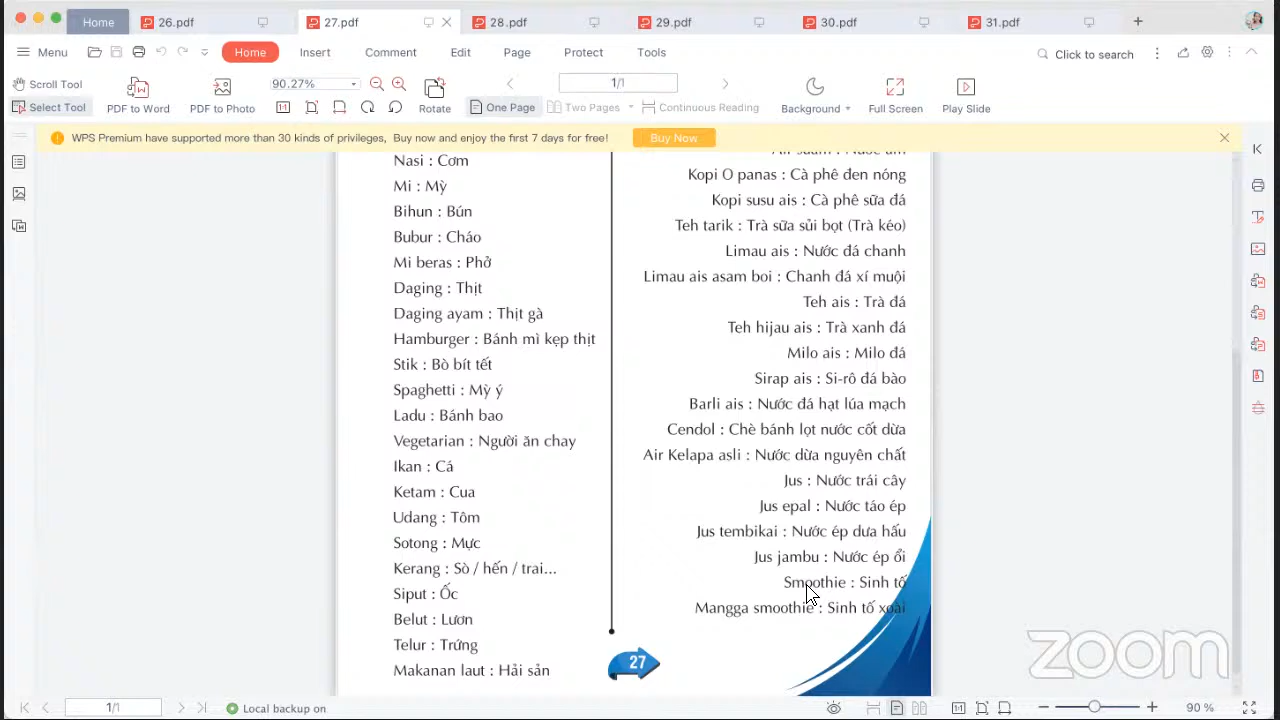 Home
26.pdf
27.pdf
28.pdf
29.pdf
30.pdf
31.pdf
Menu
Home
Insert
Comment
Edit
Page
Protect
Tools
Click to search
Scroll Tool
Select Tool
PDF to Word
PDF to Photo
90.27%
Rotate
1/1
One Page
Two Pages
Continuous Reading
Background
Full Screen
Play Slide
WPS Premium have supported more than 30 kinds of privileges, Buy now and enjoy the first 7 days for free!
Buy Now
Nasi : Cơm
Mi : Mỳ
Bihun : Bún
Bubur : Cháo
Mi beras : Phở
Daging : Thịt
Daging ayam : Thịt gà
Hamburger : Bánh mì kẹp thịt
Stik : Bò bít tết
Spaghetti : Mỳ ý
Ladu : Bánh bao
Vegetarian : Người ăn chay
Ikan : Cá
Ketam : Cua
Udang : Tôm
Sotong : Mực
Kerang : Sò / hến / trai...
Siput : Ốc
Belut : Lươn
Telur : Trứng
Makanan laut : Hải sản
Kopi O panas : Cà phê đen nóng
Kopi susu ais : Cà phê sữa đá
Teh tarik : Trà sữa sủi bọt (Trà kéo)
Limau ais : Nước đá chanh
Limau ais asam boi : Chanh đá xí muội
Teh ais : Trà đá
Teh hijau ais : Trà xanh đá
Milo ais : Milo đá
Sirap ais : Si-rô đá bào
Barli ais : Nước đá hạt lúa mạch
Cendol : Chè bánh lọt nước cốt dừa
Air Kelapa asli : Nước dừa nguyên chất
Jus : Nước trái cây
Jus epal : Nước táo ép
Jus tembikai : Nước ép dưa hấu
Jus jambu : Nước ép ổi
Smoothie : Sinh tố
Mangga smoothie : Sinh tố xoài
27
zoom
1/1
Local backup on
90 %